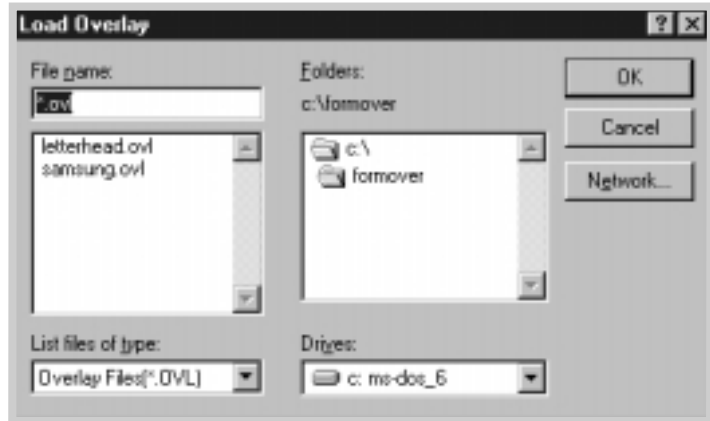 Load Overlay
File name:
*.ovl
letterhead.ovl
samsung.ovl
List files of type:
Overlay Files(*.OVL)
Folders:
c:\formover
c:\
formover
Drives:
c: ms-dos_6
OK
Cancel
Network...